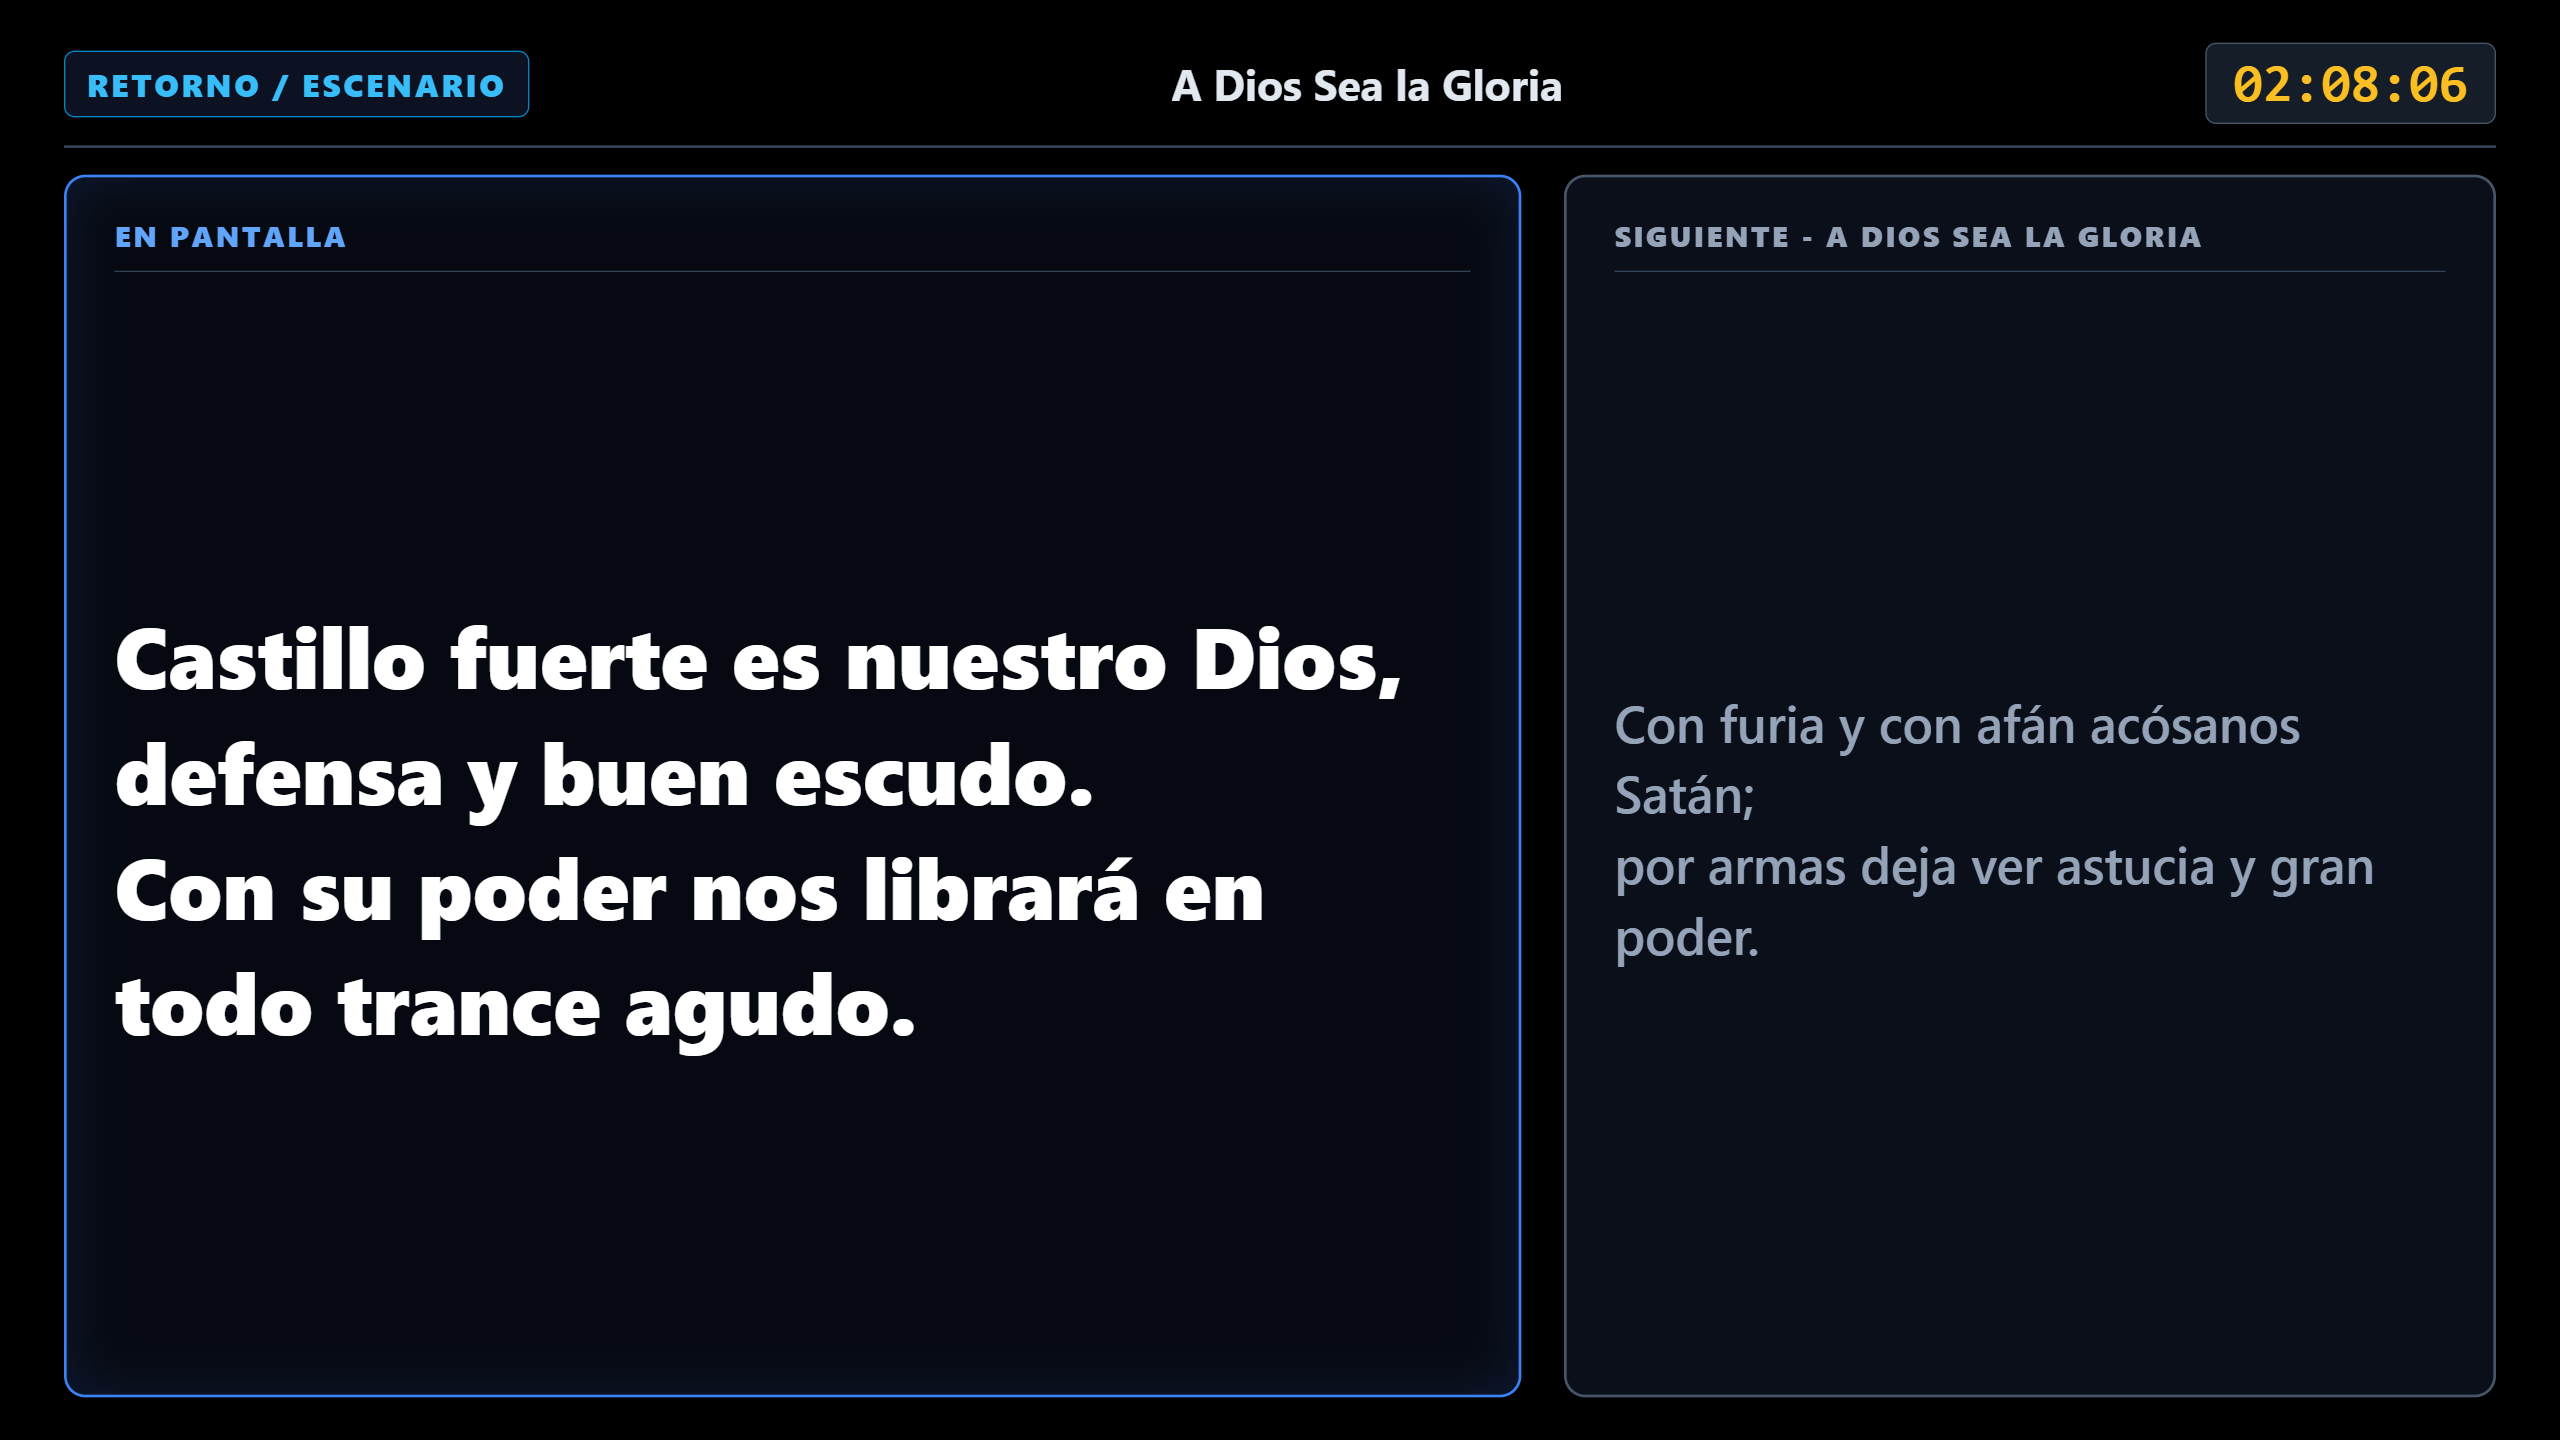 RETORNO / ESCENARIO
A Dios Sea la Gloria
02:08:06
EN PANTALLA
Castillo fuerte es nuestro Dios,
defensa y buen escudo.
Con su poder nos librará en
todo trance agudo.
SIGUIENTE - A DIOS SEA LA GLORIA
Con furia y con afán acósanos
Satán;
por armas deja ver astucia y gran
poder.